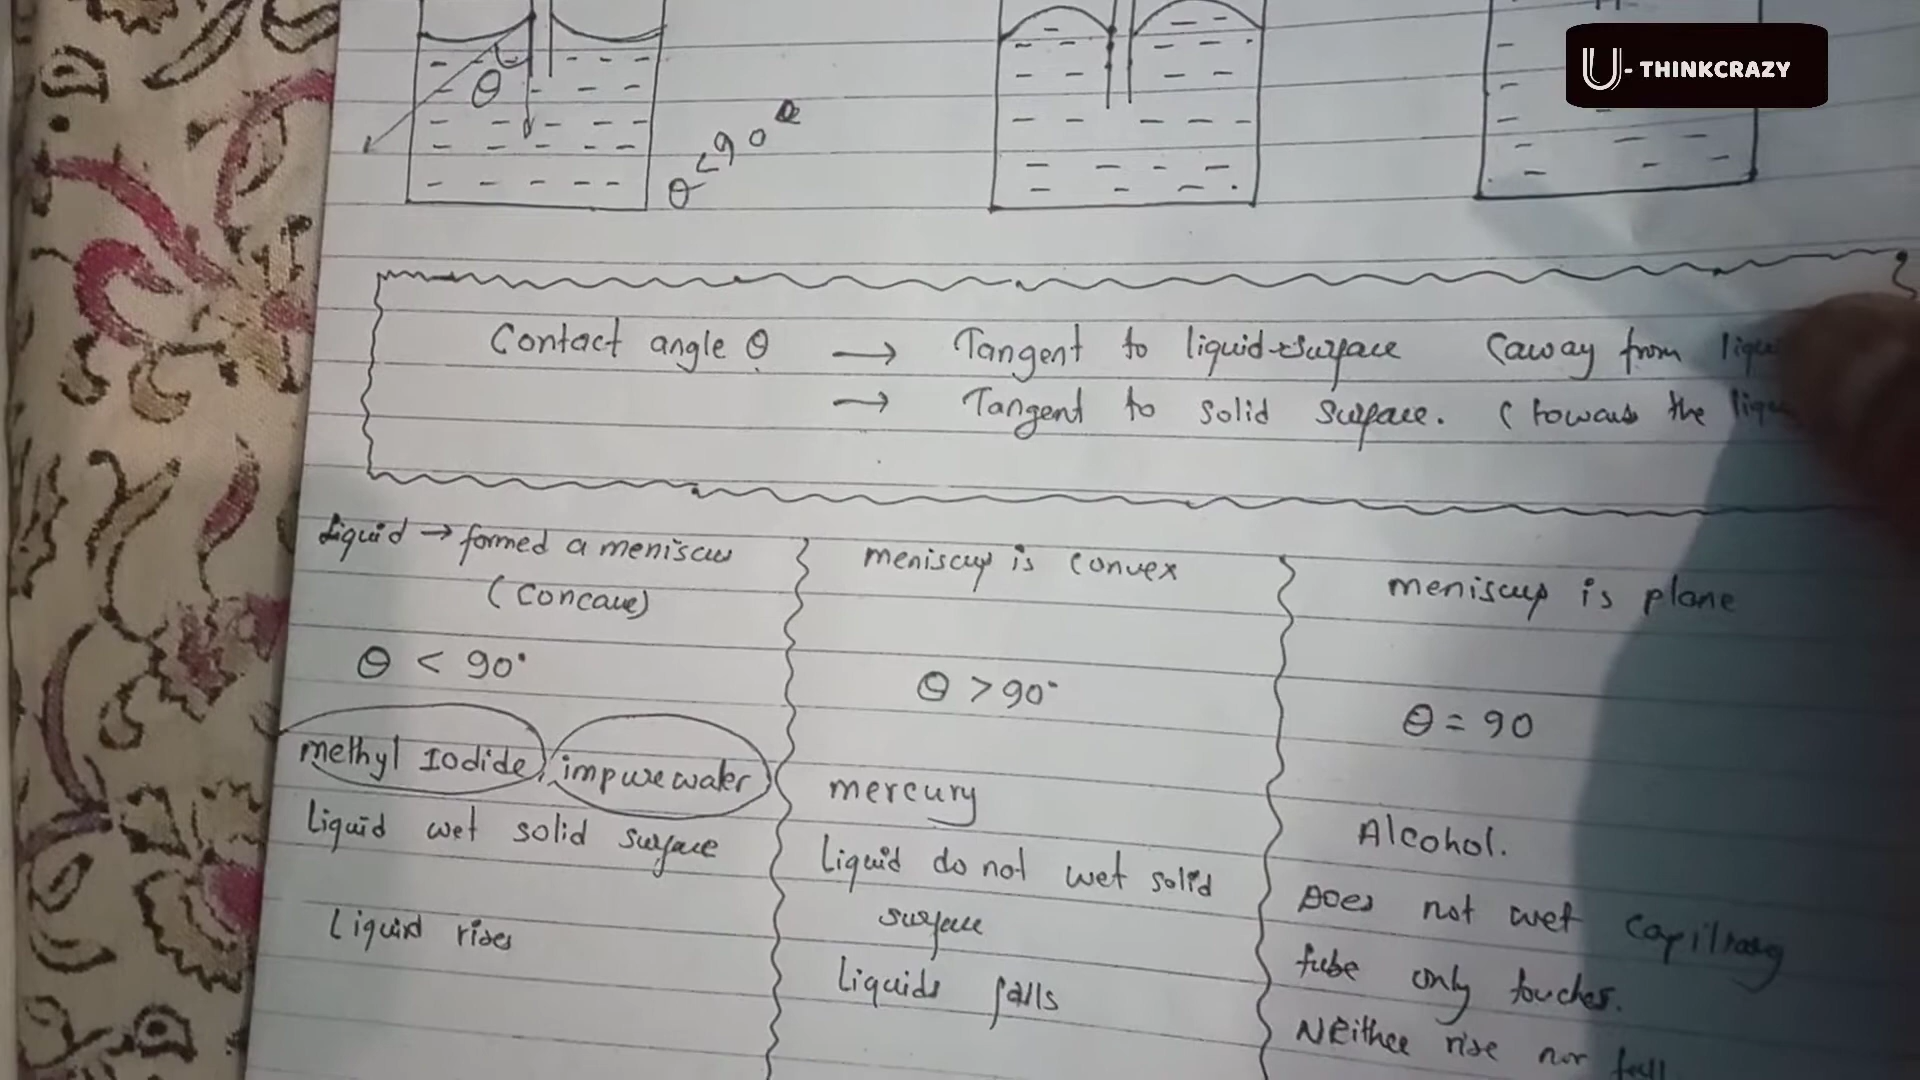 U - THINKCRAZY
θ
θ < 90°
Contact angle θ → Tangent to liquid surface (away from
→ Tangent to solid surface. (towards the
Liquid → formed a meniscus
(Concave)
θ < 90°
methyl Iodide, impure water
Liquid wet solid surface
Liquid rises
meniscus is convex
θ > 90°
mercury
Liquid do not wet solid
surface
Liquids falls
meniscus is plane
θ = 90
Alcohol.
Does not wet capillary
tube only touches.
NEither rise nor fall